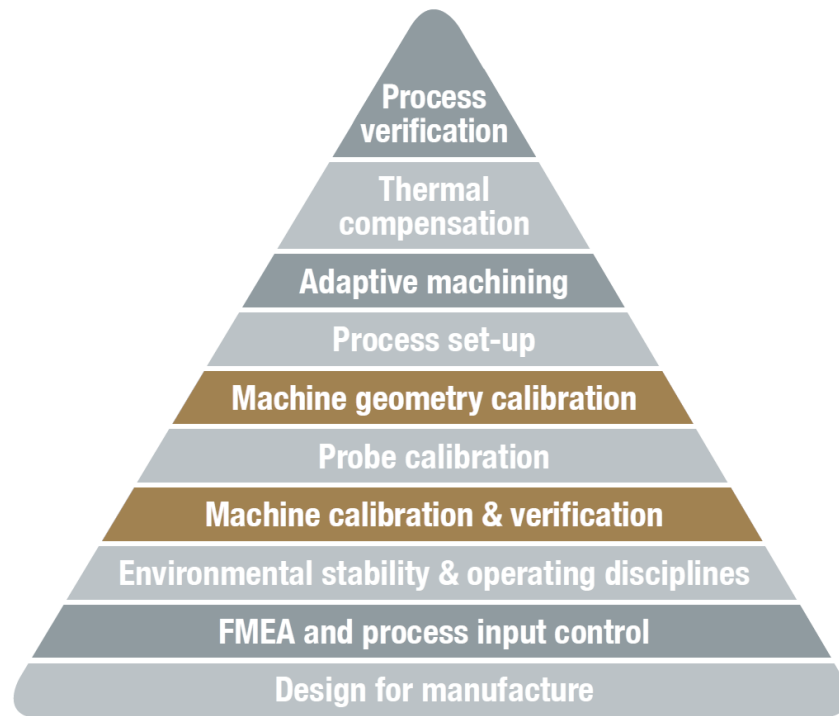 Process
verification
Thermal
compensation
Adaptive machining
Process set-up
Machine geometry calibration
Probe calibration
Machine calibration & verification
Environmental stability & operating disciplines
FMEA and process input control
Design for manufacture